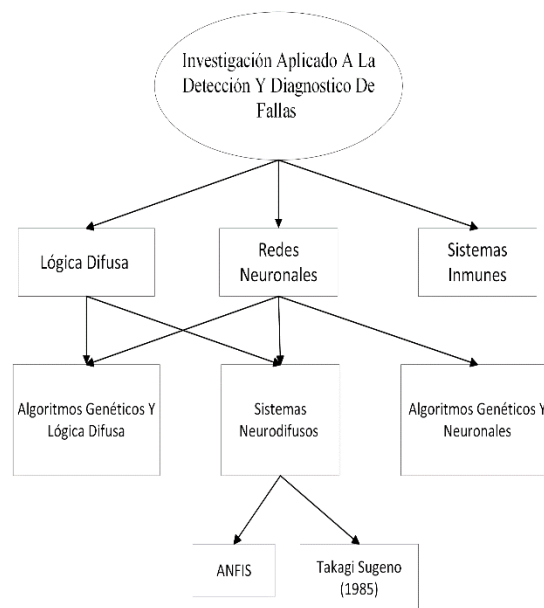 Investigación Aplicado A La
Detección Y Diagnostico De
Fallas
Lógica Difusa
Redes
Neuronales
Sistemas
Inmunes
Algoritmos Genéticos Y
Lógica Difusa
Sistemas
Neurodifusos
Algoritmos Genéticos Y
Neuronales
ANFIS
Takagi Sugeno
(1985)